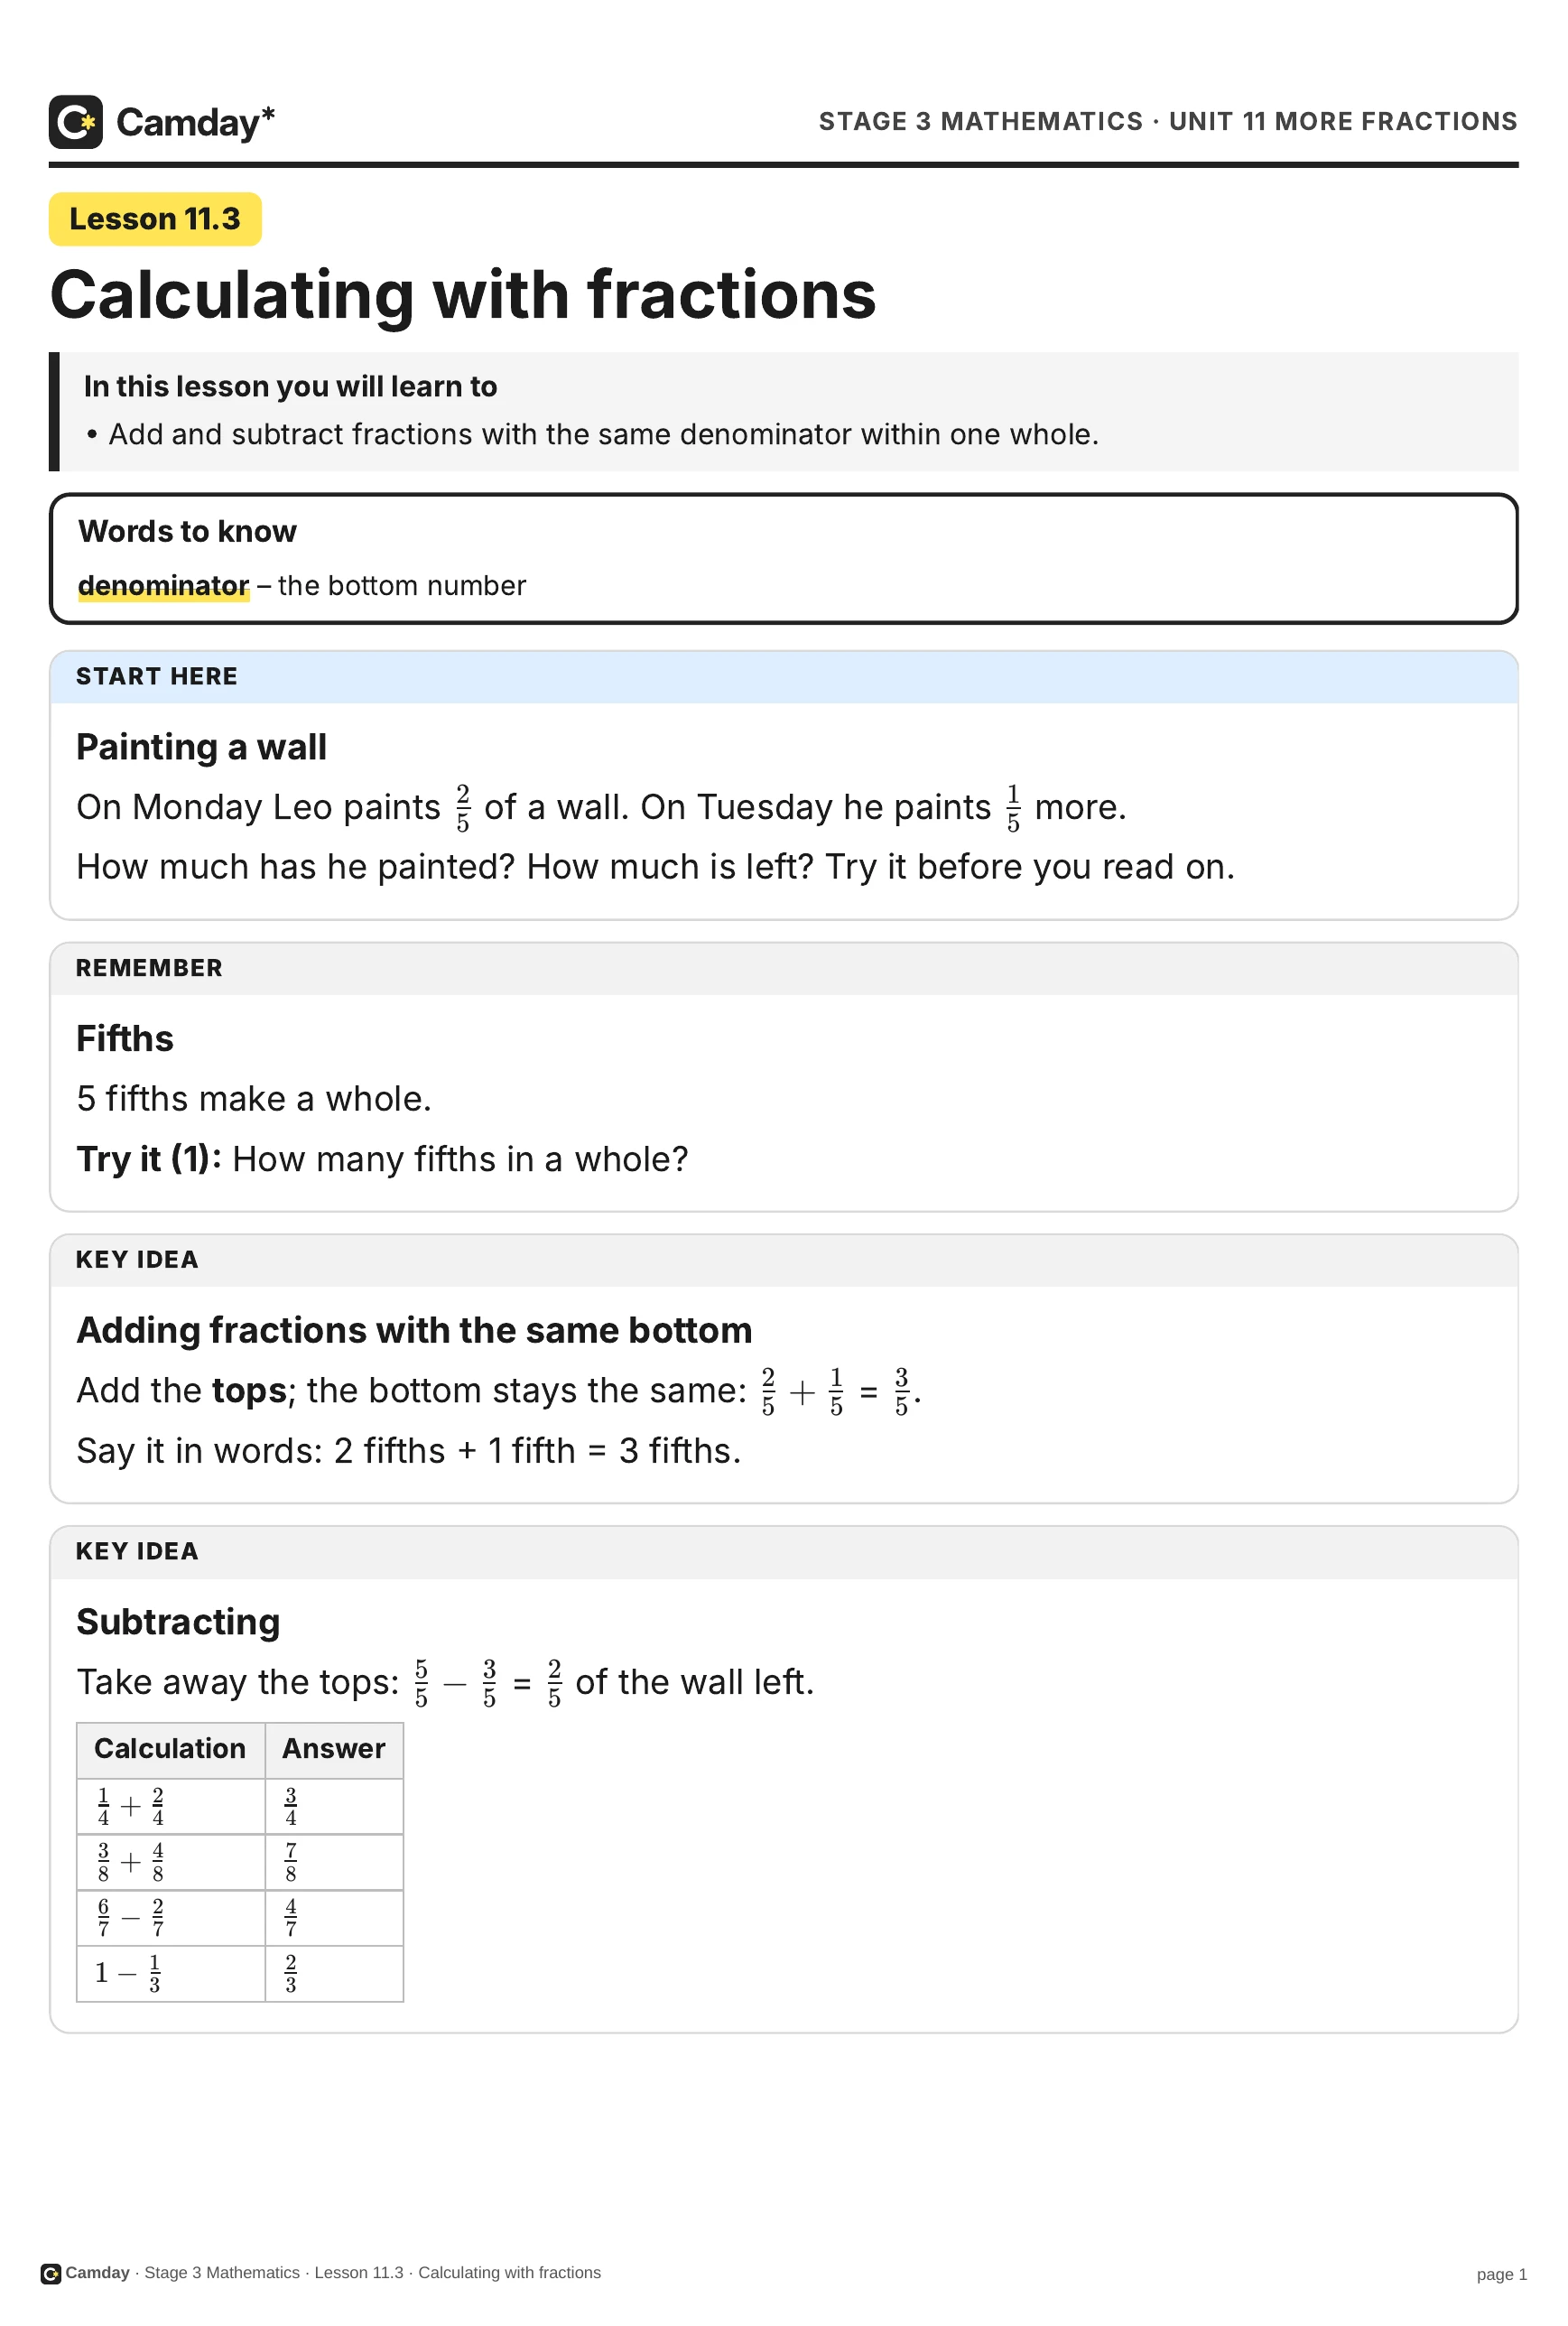 Camday*
STAGE 3 MATHEMATICS · UNIT 11 MORE FRACTIONS
Lesson 11.3
Calculating with fractions
In this lesson you will learn to
• Add and subtract fractions with the same denominator within one whole.
Words to know
denominator – the bottom number
START HERE
Painting a wall
On Monday Leo paints 2/5 of a wall. On Tuesday he paints 1/5 more.
How much has he painted? How much is left? Try it before you read on.
REMEMBER
Fifths
5 fifths make a whole.
Try it (1): How many fifths in a whole?
KEY IDEA
Adding fractions with the same bottom
Add the tops; the bottom stays the same: 2/5 + 1/5 = 3/5.
Say it in words: 2 fifths + 1 fifth = 3 fifths.
KEY IDEA
Subtracting
Take away the tops: 5/5 − 3/5 = 2/5 of the wall left.
Calculation Answer
1/4 + 2/4 3/4
3/8 + 4/8 7/8
6/7 − 2/7 4/7
1 − 1/3 2/3
Camday · Stage 3 Mathematics · Lesson 11.3 · Calculating with fractions
page 1